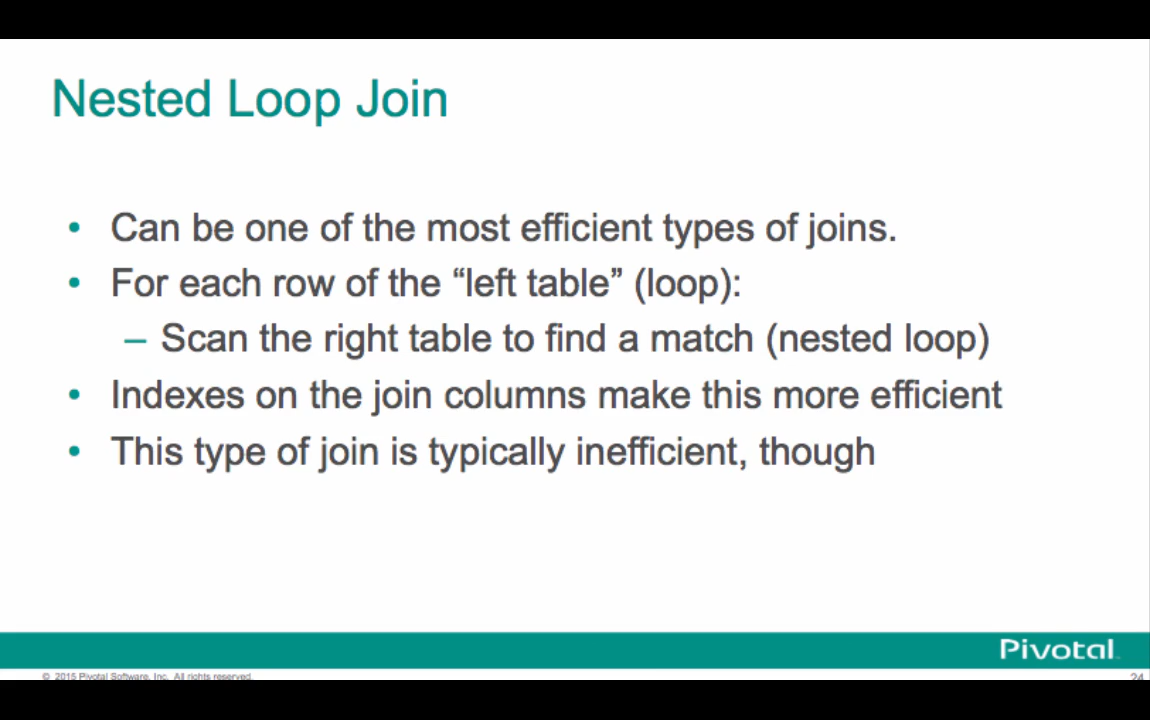 Nested Loop Join
• Can be one of the most efficient types of joins.
• For each row of the “left table” (loop):
– Scan the right table to find a match (nested loop)
• Indexes on the join columns make this more efficient
• This type of join is typically inefficient, though
Pivotal
© 2015 Pivotal Software, Inc. All rights reserved.
24